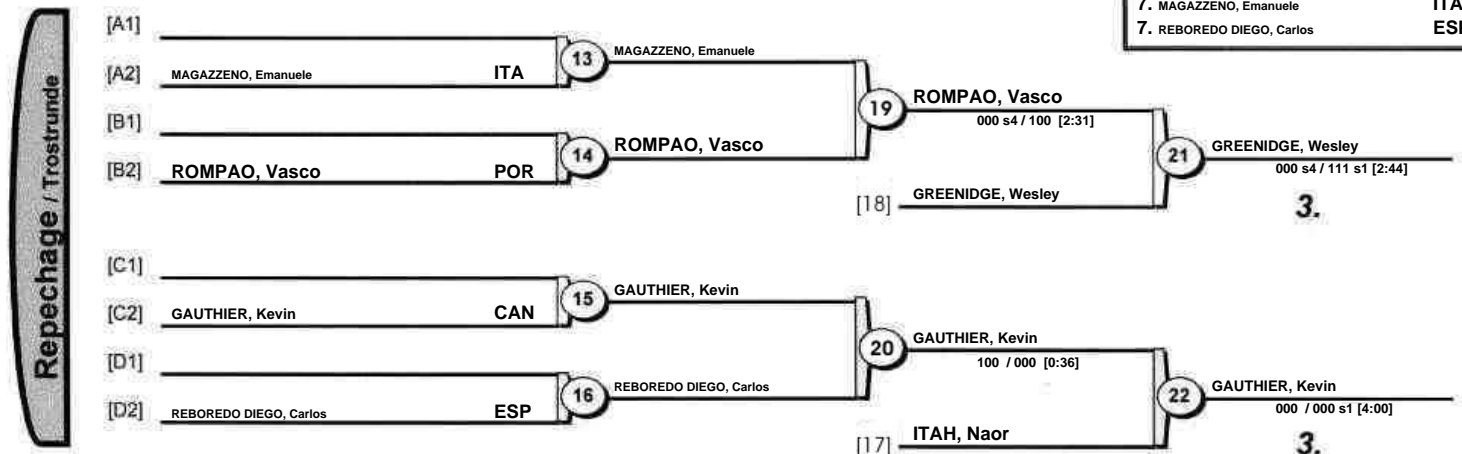 7. MAGAZZENO, Emanuele ITA
7. REBOREDO DIEGO, Carlos ESP
Repechage / Trostrunde
[A1]
[A2] MAGAZZENO, Emanuele ITA
13 MAGAZZENO, Emanuele
[B1]
[B2] ROMPAO, Vasco POR
14 ROMPAO, Vasco
19 ROMPAO, Vasco
000 s4 / 100 [2:31]
[18] GREENIDGE, Wesley
21 GREENIDGE, Wesley
000 s4 / 111 s1 [2:44]
3.
[C1]
[C2] GAUTHIER, Kevin CAN
15 GAUTHIER, Kevin
[D1]
[D2] REBOREDO DIEGO, Carlos ESP
16 REBOREDO DIEGO, Carlos
20 GAUTHIER, Kevin
100 / 000 [0:36]
[17] ITAH, Naor
22 GAUTHIER, Kevin
000 / 000 s1 [4:00]
3.